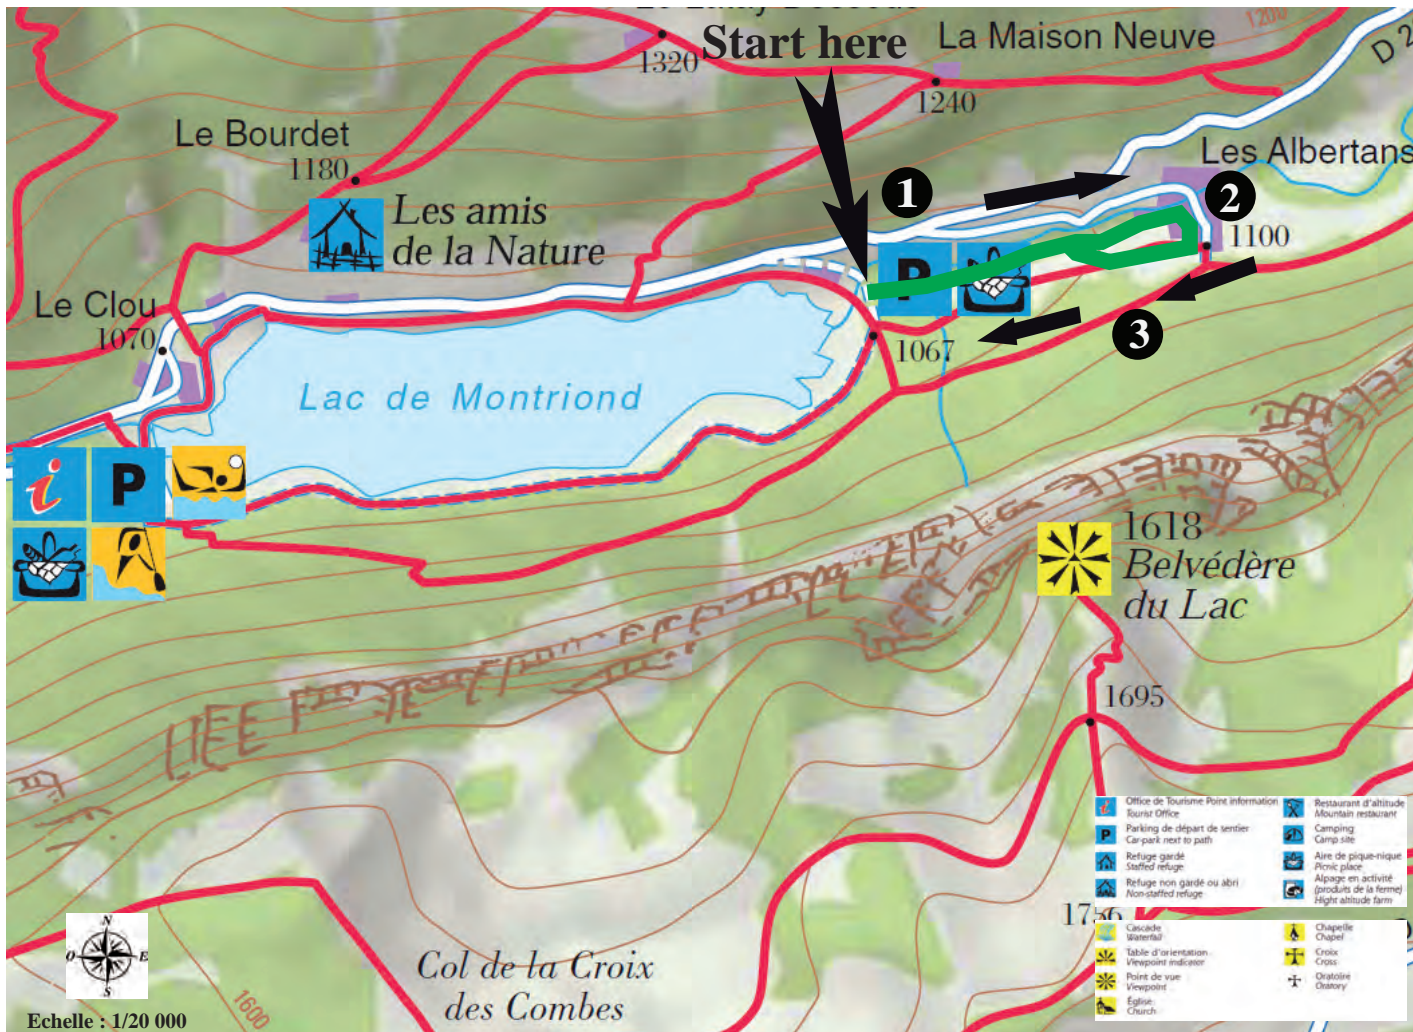 Start here
La Maison Neuve
1200
D 2
1320
1240
Le Bourdet
1180
Les Albertans
1
2
Les amis
de la Nature
1100
P
Le Clou
1070
3
1067
Lac de Montriond
i
P
1618
Belvédère
du Lac
1695
Office de Tourisme Point information
Tourist Office
Parking de départ de sentier
Car-park next to path
Refuge gardé
Staffed refuge
Refuge non gardé ou abri
Non-staffed refuge
Restaurant d'altitude
Mountain restaurant
Camping
Camp site
Aire de pique-nique
Picnic place
Alpage en activité
(produits de la ferme)
Hight altitude farm
1756
Cascade
Waterfall
Table d'orientation
Viewpoint indicator
Point de vue
Viewpoint
Église
Church
Chapelle
Chapel
Croix
Cross
Oratoire
Oratory
N
O
E
S
Col de la Croix
des Combes
1600
Echelle : 1/20 000